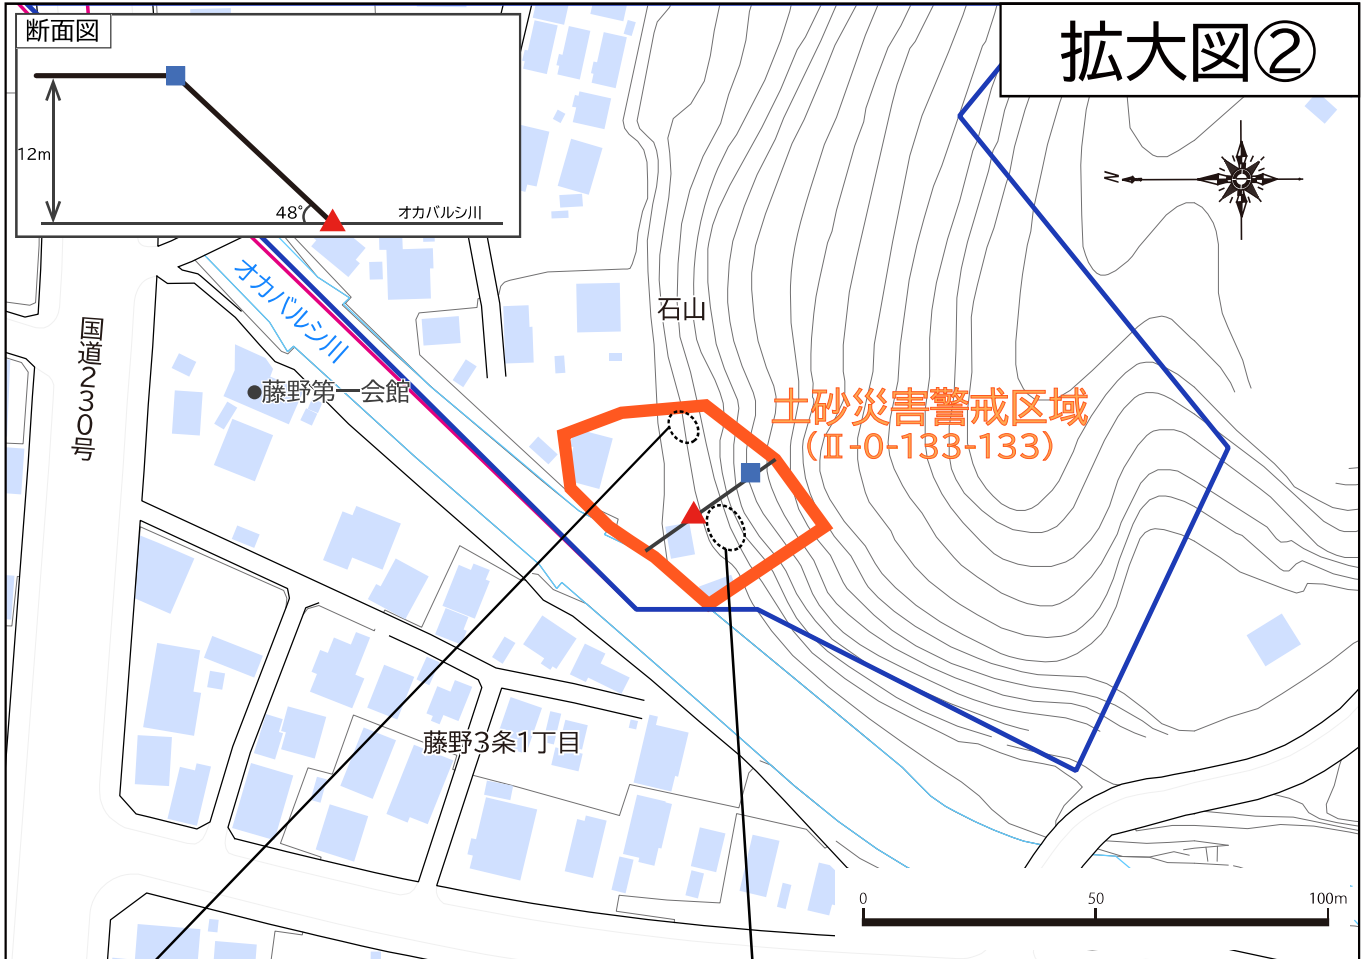 断面図
12m
48°
オカバルシ川
拡大図②
N
オカバルシ川
国道230号
石山
●藤野第一会館
土砂災害警戒区域
(Ⅱ-0-133-133)
藤野3条1丁目
0 50 100m